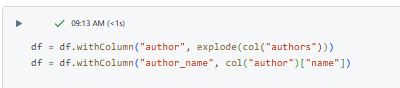 09:13 AM (<1s)
df = df.withColumn("author", explode(col("authors")))
df = df.withColumn("author_name", col("author")["name"])